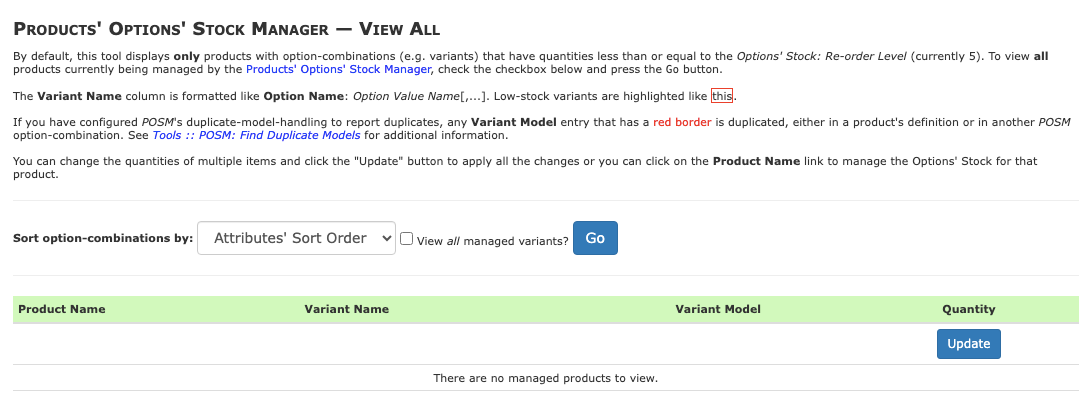 Products' Options' Stock Manager — View All
By default, this tool displays only products with option-combinations (e.g. variants) that have quantities less than or equal to the Options' Stock: Re-order Level (currently 5). To view all
products currently being managed by the Products' Options' Stock Manager, check the checkbox below and press the Go button.
The Variant Name column is formatted like Option Name: Option Value Name[,...]. Low-stock variants are highlighted like this.
If you have configured POSM's duplicate-model-handling to report duplicates, any Variant Model entry that has a red border is duplicated, either in a product's definition or in another POSM
option-combination. See Tools :: POSM: Find Duplicate Models for additional information.
You can change the quantities of multiple items and click the "Update" button to apply all the changes or you can click on the Product Name link to manage the Options' Stock for that
product.
Sort option-combinations by: Attributes' Sort Order View all managed variants? Go
Product Name Variant Name Variant Model Quantity
Update
There are no managed products to view.